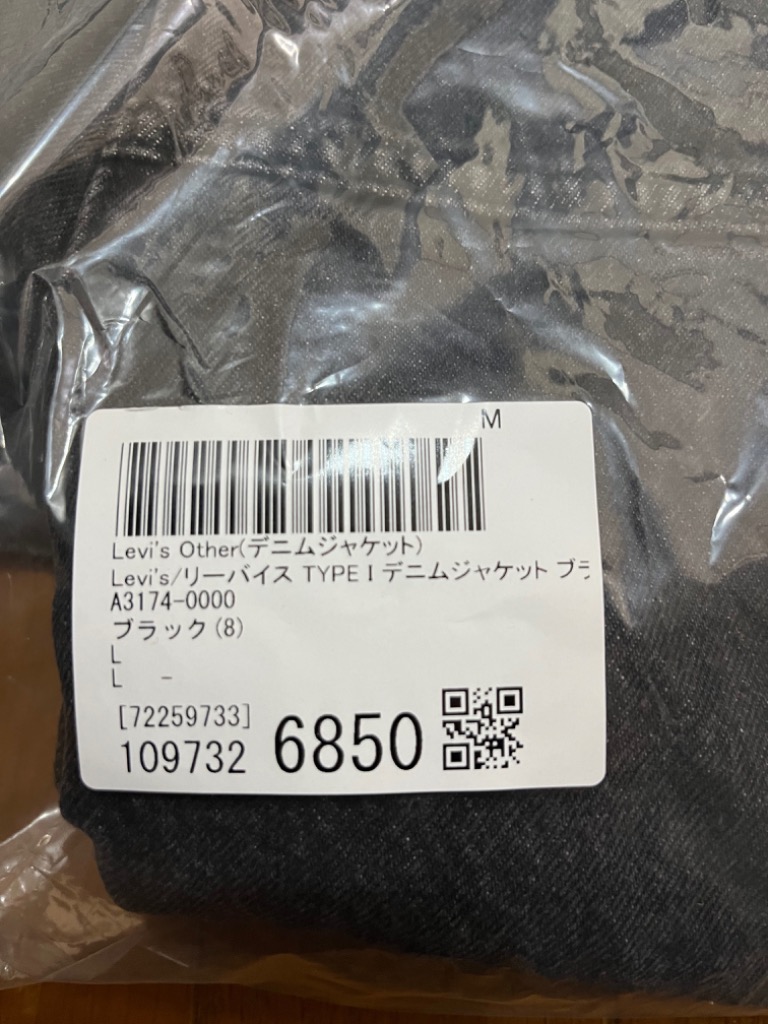 M
Levi's Other(デニムジャケット)
Levi's/リーバイス TYPE I デニムジャケット ブラ
A3174-0000
ブラック(8)
L
L -
[72259733]
109732 6850